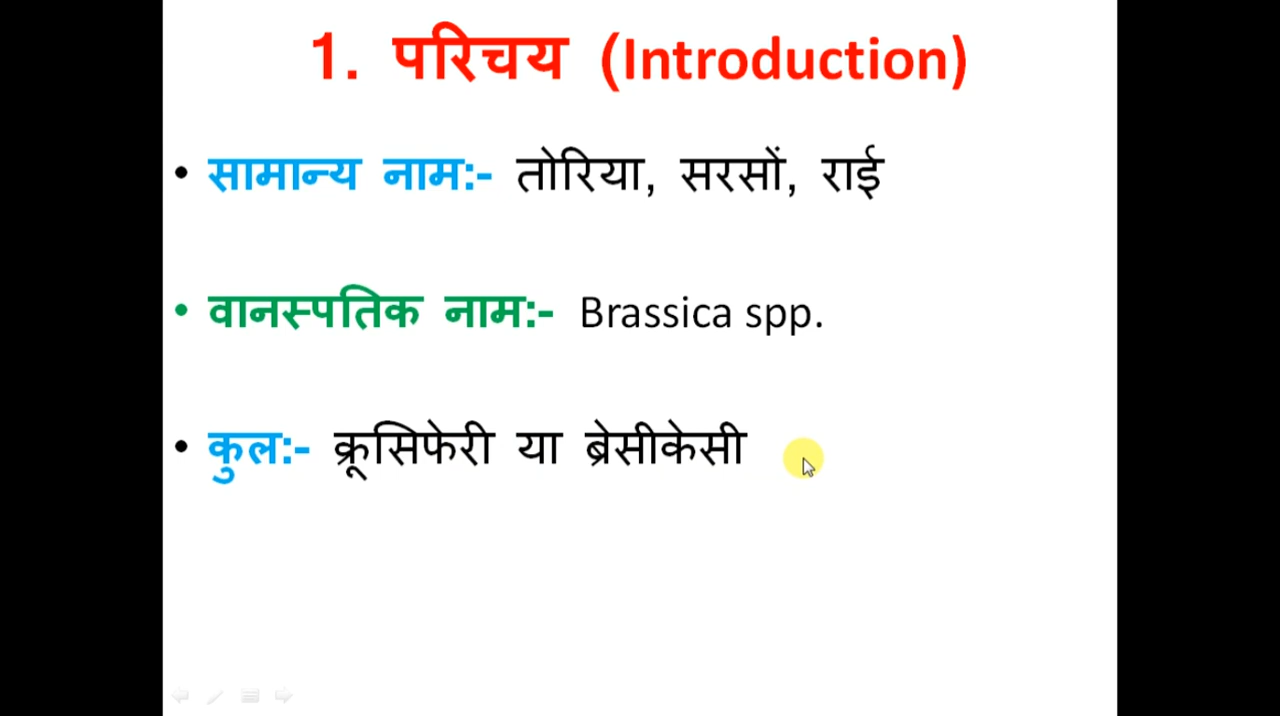 1. परिचय (Introduction)
• सामान्य नाम:- तोरिया, सरसों, राई
• वानस्पतिक नाम:- Brassica spp.
• कुल:- क्रूसिफेरी या ब्रेसीकेसी